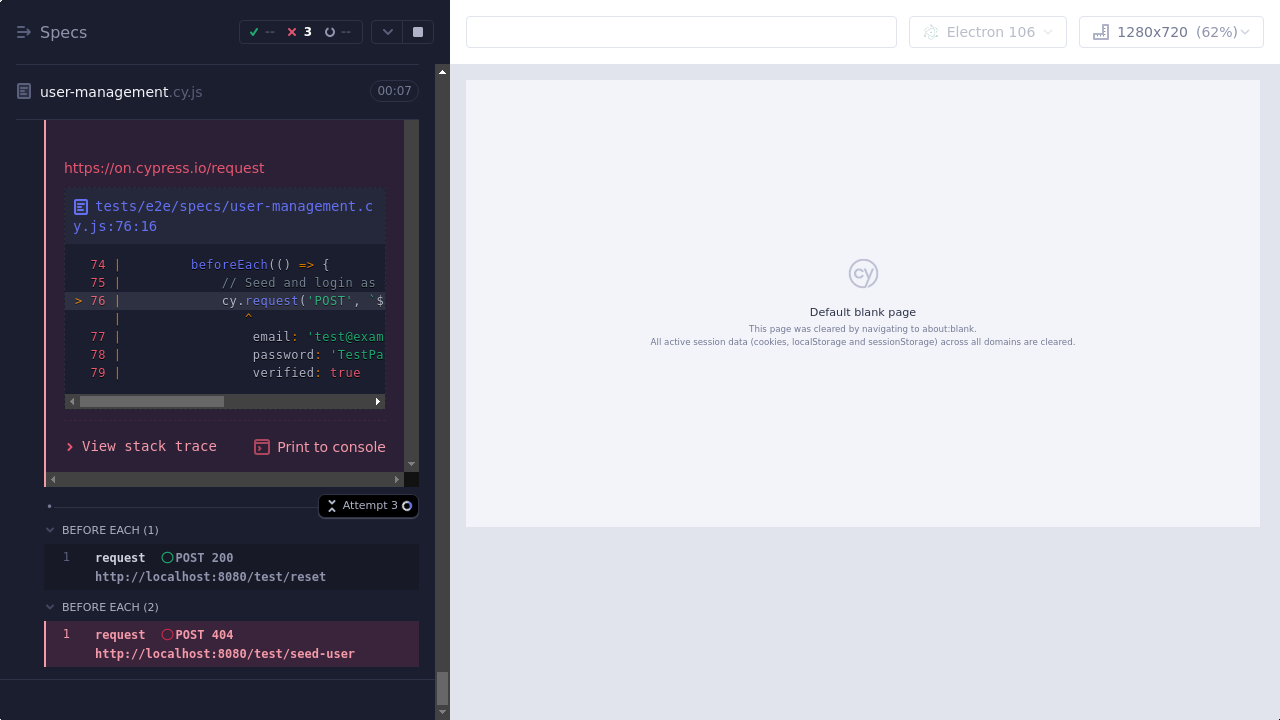 Specs
-- 3 --
Electron 106
1280x720 (62%)
user-management.cy.js
00:07
https://on.cypress.io/request
tests/e2e/specs/user-management.c
y.js:76:16
74 | beforeEach(() => {
75 | // Seed and login as
> 76 | cy.request('POST', `$
| ^
77 | email: 'test@exam
78 | password: 'TestPa
79 | verified: true
View stack trace
Print to console
Attempt 3
BEFORE EACH (1)
1 request POST 200
http://localhost:8080/test/reset
BEFORE EACH (2)
1 request POST 404
http://localhost:8080/test/seed-user
cy
Default blank page
This page was cleared by navigating to about:blank.
All active session data (cookies, localStorage and sessionStorage) across all domains are cleared.